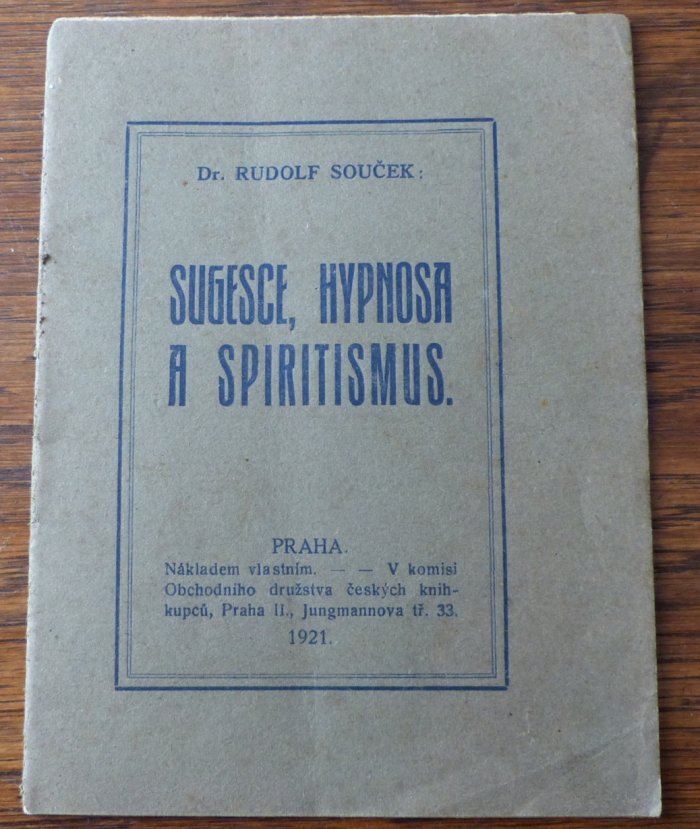 Dr. RUDOLF SOUČEK:
SUGESCE, HYPNOSA
A SPIRITISMUS.
PRAHA.
Nákladem vlastním. — — V komisi
Obchodního družstva českých knih-
kupců, Praha II., Jungmannova tř. 33.
1921.